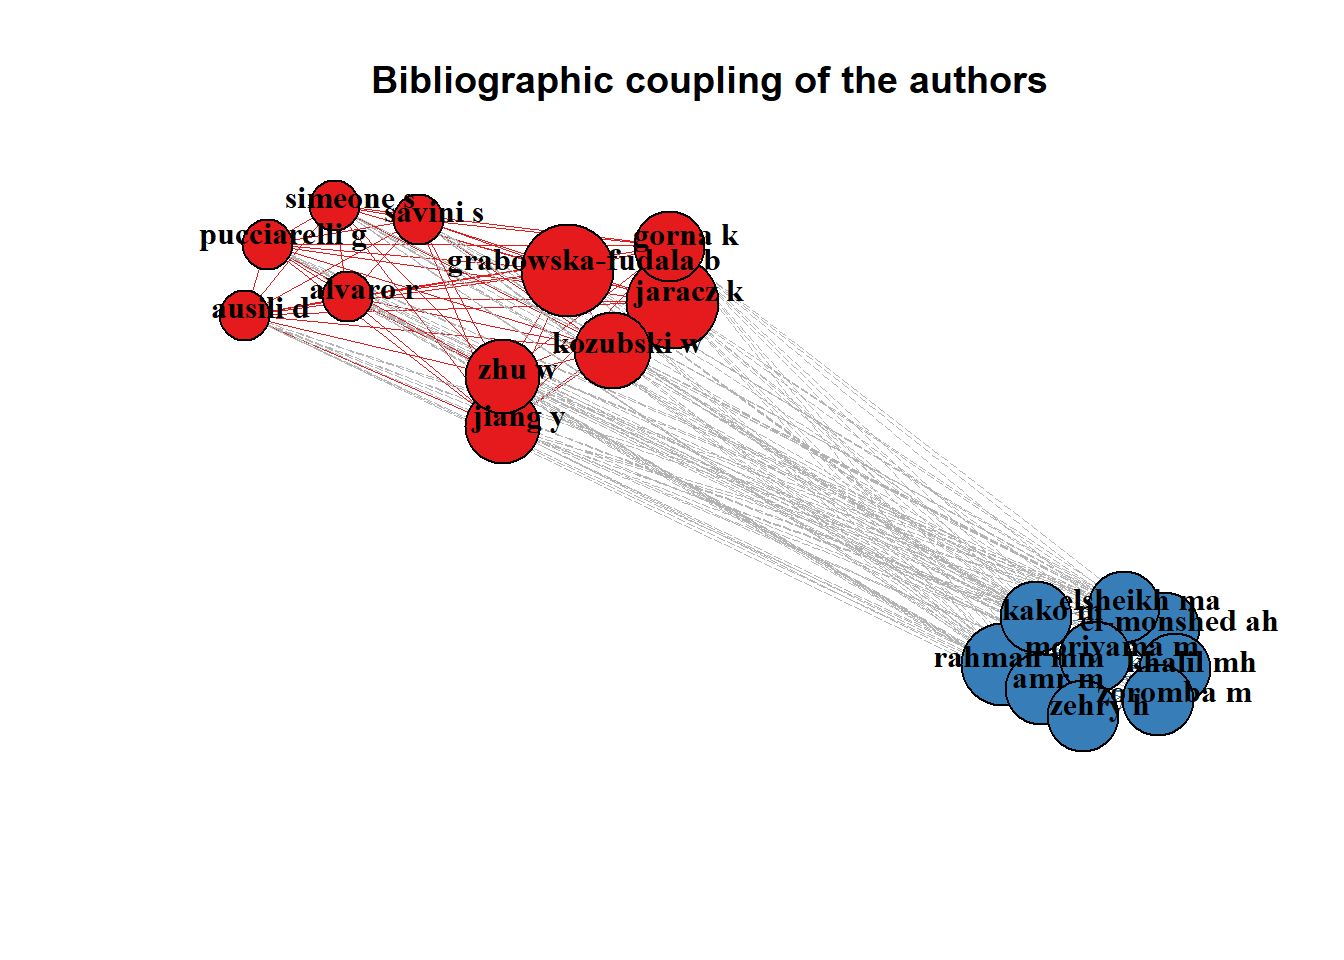 Bibliographic coupling of the authors
simeone s
savini s
pucciarelli g
gorna k
grabowska-fudala b
alvaro r
jaracz k
ausili d
kozubski w
zhu w
jiang y
elsheikh ma
kako m
el-monshed ah
moriyama m
rahman mm
khalil mh
amr m
zoromba m
zehry h